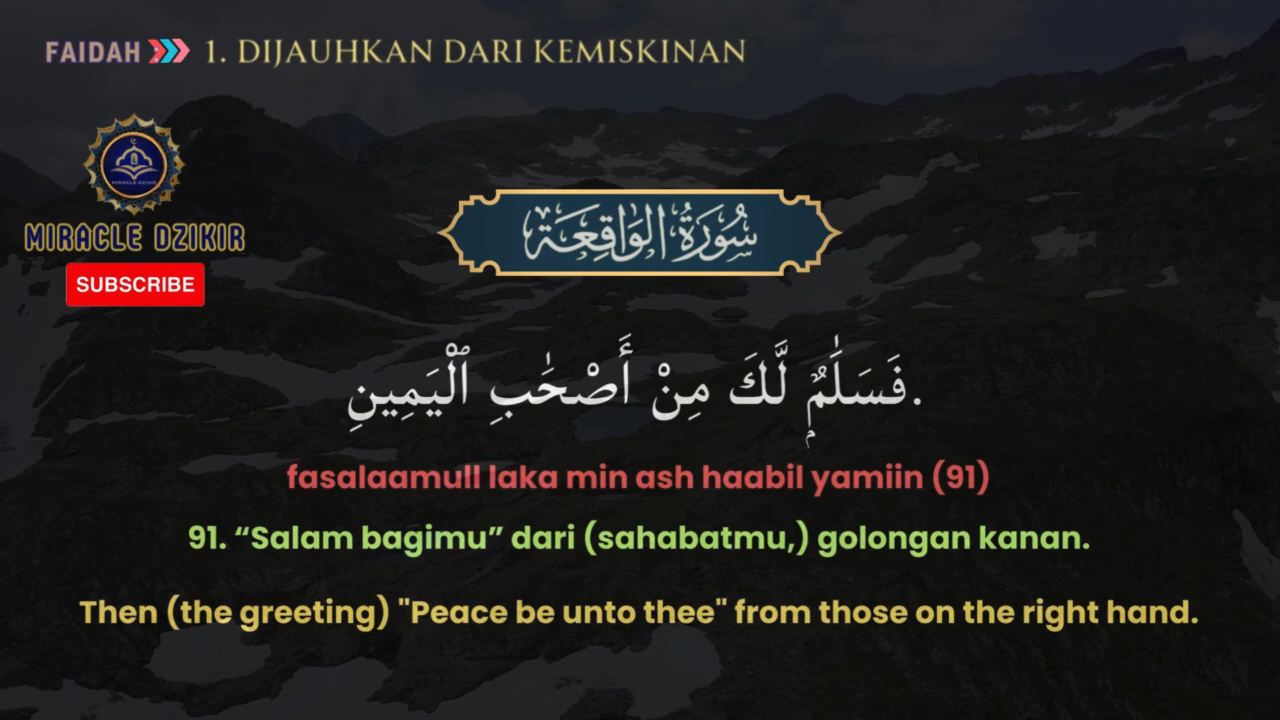 FAIDAH 1. DIJAUHKAN DARI KEMISKINAN
MIRACLE DZIKIR
SUBSCRIBE
سُورَةُ الوَاقِعَة
فَسَلَٰمٌۭ لَّكَ مِنْ أَصْحَٰبِ ٱلْيَمِينِ.
fasalaamull laka min ash haabil yamiin (91)
91. “Salam bagimu” dari (sahabatmu,) golongan kanan.
Then (the greeting) "Peace be unto thee" from those on the right hand.